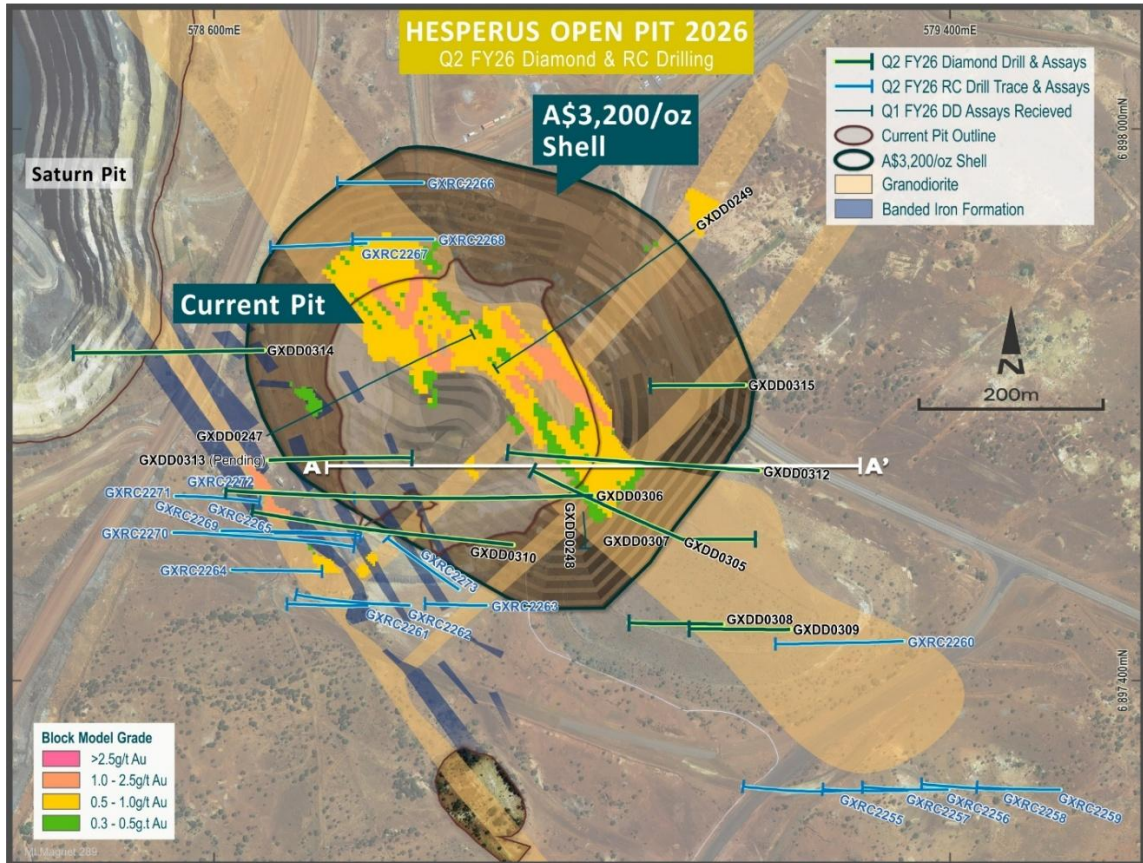 578 600mE
579 400mE
HESPERUS OPEN PIT 2026
Q2 FY26 Diamond & RC Drilling
Q2 FY26 Diamond Drill & Assays
Q2 FY26 RC Drill Trace & Assays
Q1 FY26 DD Assays Recieved
Current Pit Outline
A$3,200/oz Shell
Granodiorite
Banded Iron Formation
6 898 000mN
A$3,200/oz
Shell
Saturn Pit
GXRC2266
GXDD0249
GXRC2268
GXRC2267
Current Pit
GXDD0314
GXDD0315
N
200m
GXDD0247
GXDD0313 (Pending)
A
A'
GXDD0312
GXRC2272
GXRC2271
GXDD0306
GXRC2269
GXRC2265
GXRC2270
GXDD0248
GXDD0307
GXDD0305
GXDD0310
GXRC2264
GXRC2273
GXRC2263
GXRC2262
GXRC2261
GXDD0308
GXDD0309
GXRC2260
6 897 400mN
Block Model Grade
>2.5g/t Au
1.0 - 2.5g/t Au
0.5 - 1.0g/t Au
0.3 - 0.5g.t Au
GXRC2255
GXRC2257
GXRC2256
GXRC2258
GXRC2259
Mt Magnet 289